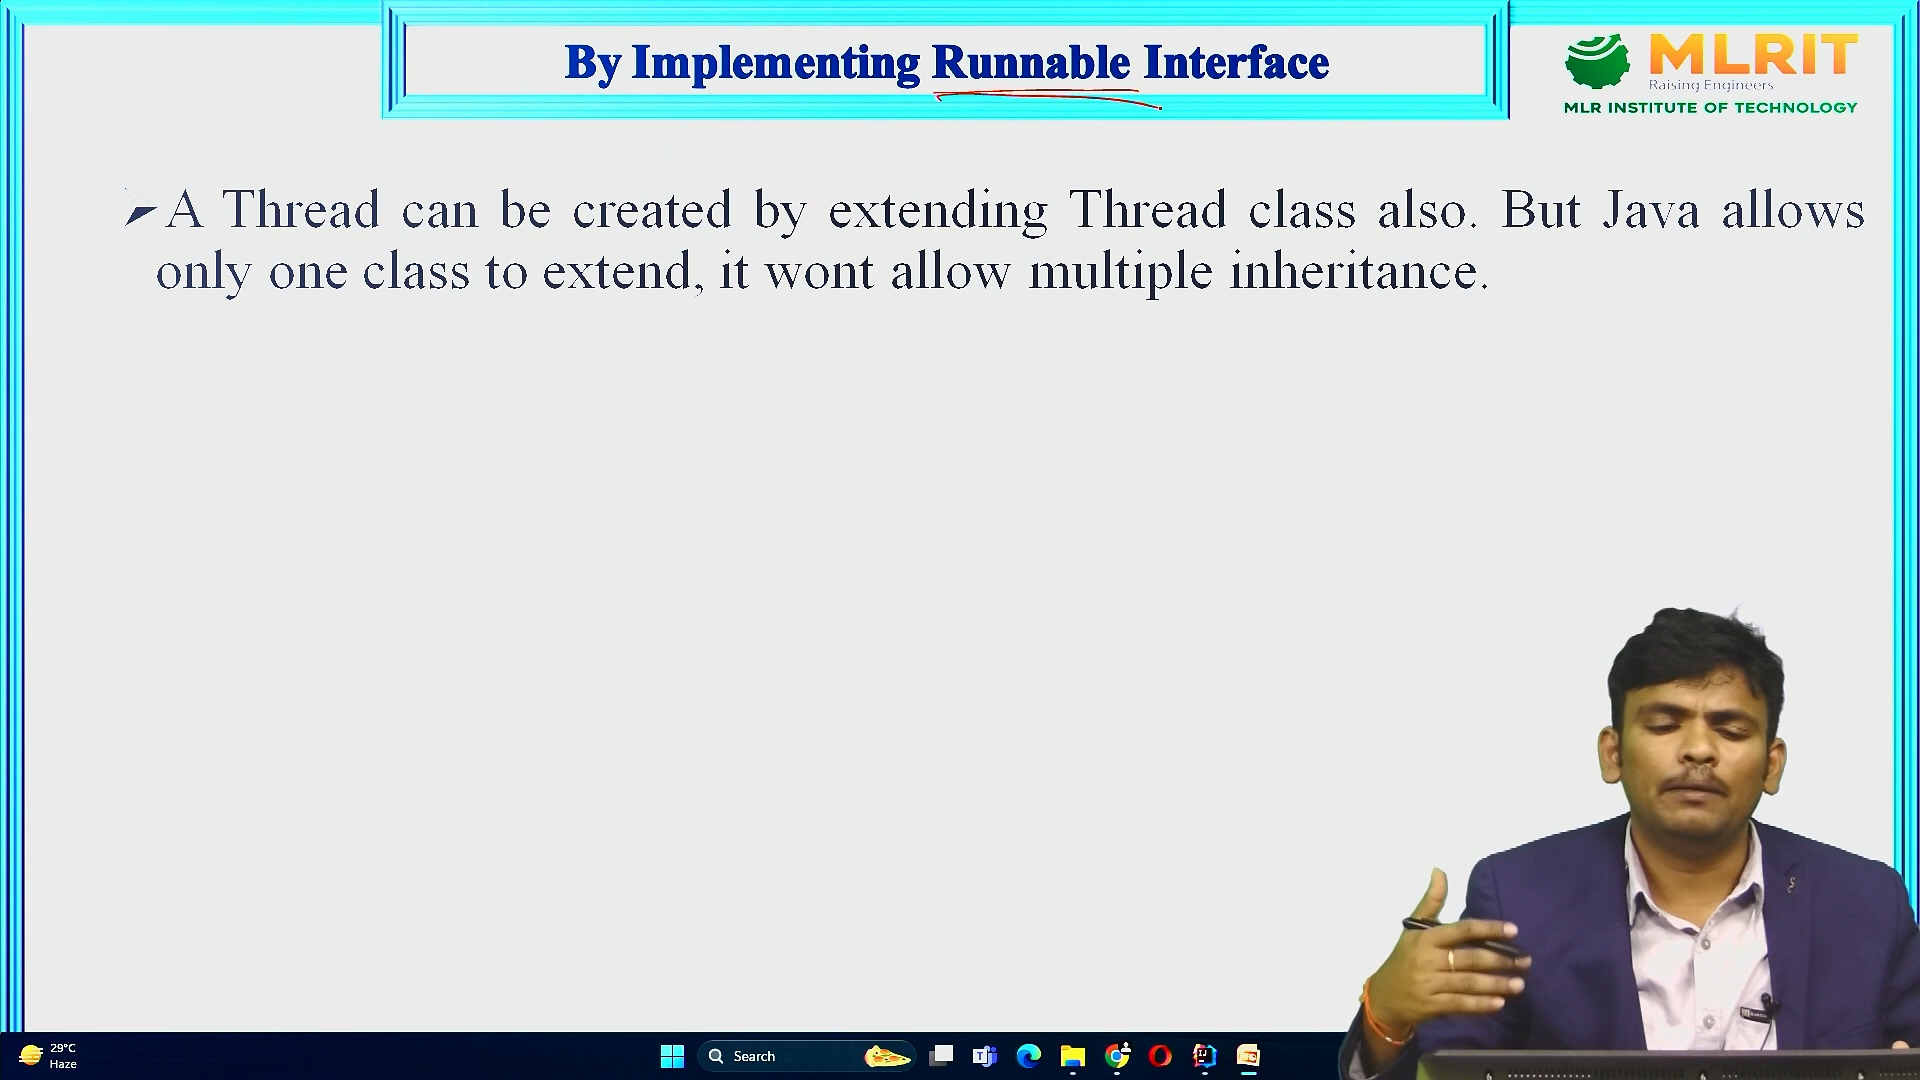 By Implementing Runnable Interface
MLRIT
Raising Engineers
MLR INSTITUTE OF TECHNOLOGY
➤A Thread can be created by extending Thread class also. But Java allows
only one class to extend, it wont allow multiple inheritance.
29°C
Haze
Search